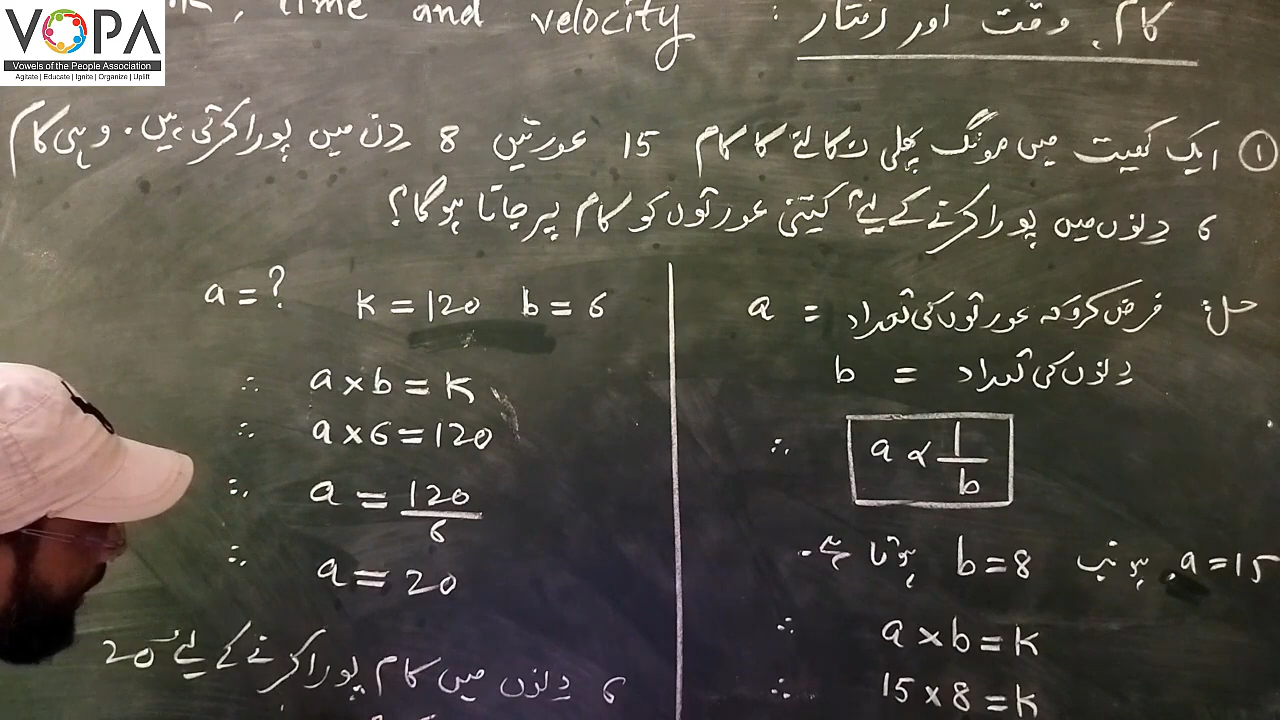 VOPA
Vowels of the People Association
Agitate | Educate | Ignite | Organize | Uplift
time and velocity : کام، وقت اور رفتار
① ایک کھیت میں مونگ پھلی نکالنے کا کام 15 عورتیں 8 دن میں پورا کرتی ہیں۔ وہی کام
6 دنوں میں پورا کرنے کے لیے کیتنی عورتوں کو کام پر جانا ہوگا؟
حل: فرض کرو کہ عورتوں کی تعداد = a
دنوں کی تعداد = b
∴ a ∝ 1/b
a=15 ہو تب b=8 ہوتا ہے۔
∴ a×b=k
∴ 15×8=k
a=? k=120 b=6
∴ a×b=k
∴ a×6=120
∴ a=120/6
∴ a=20
6 دنوں میں کام پورا کرنے کے لیے 20